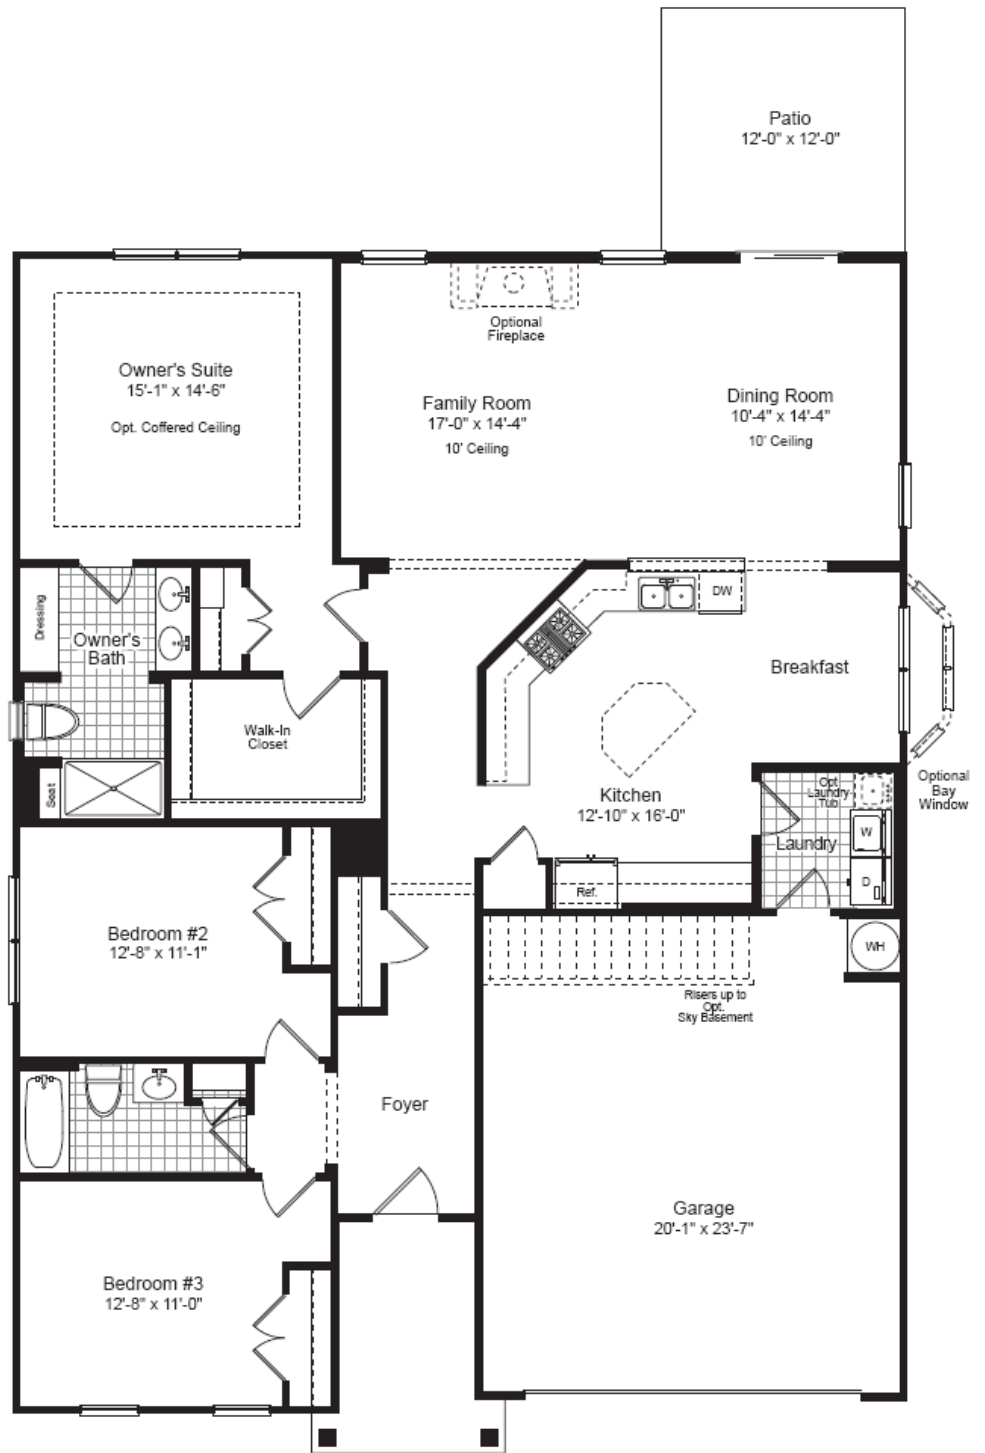 Patio
12'-0" x 12'-0"
Optional
Fireplace
Owner's Suite
15'-1" x 14'-6"
Opt. Coffered Ceiling
Family Room
17'-0" x 14'-4"
10' Ceiling
Dining Room
10'-4" x 14'-4"
10' Ceiling
Dressing
Owner's
Bath
DW
Breakfast
Walk-In
Closet
Seat
Kitchen
12'-10" x 16'-0"
Opt
Laundry
Tub
Optional
Bay
Window
Laundry
W
D
Ref.
Bedroom #2
12'-8" x 11'-1"
WH
Risers up to
Opt.
Sky Basement
Foyer
Garage
20'-1" x 23'-7"
Bedroom #3
12'-8" x 11'-0"